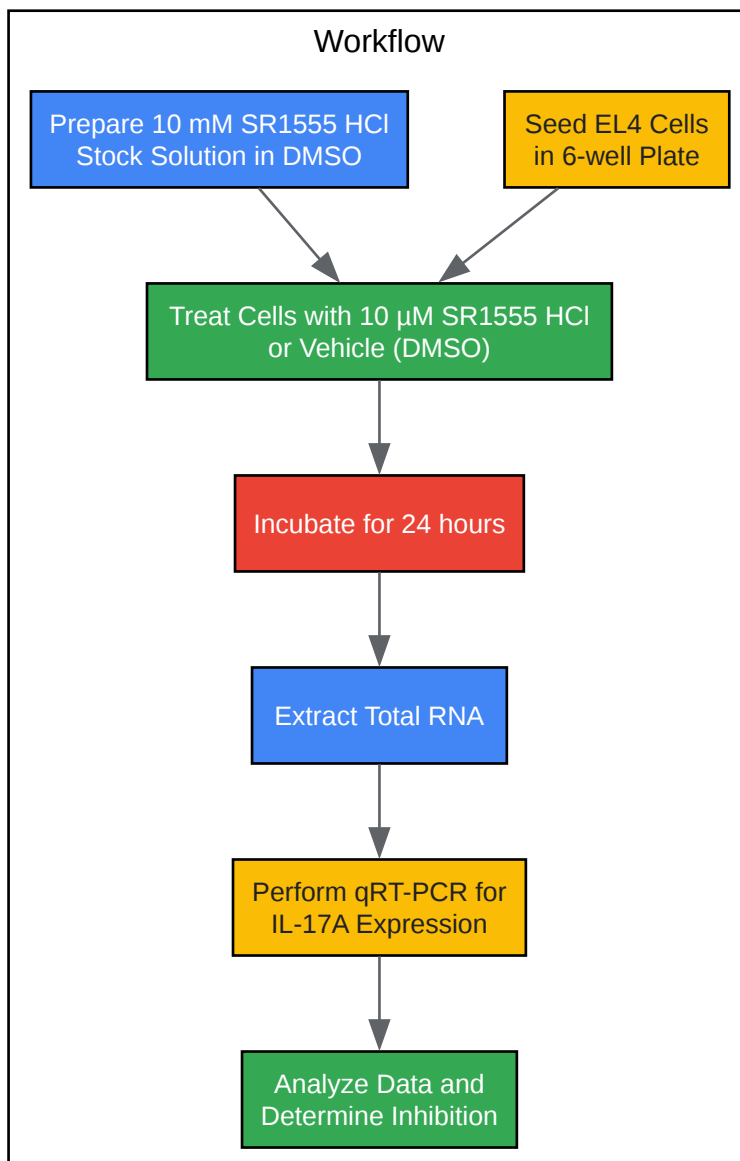 Workflow
Prepare 10 mM SR1555 HCl
Stock Solution in DMSO
Seed EL4 Cells
in 6-well Plate
Treat Cells with 10 µM SR1555 HCl
or Vehicle (DMSO)
Incubate for 24 hours
Extract Total RNA
Perform qRT-PCR for
IL-17A Expression
Analyze Data and
Determine Inhibition